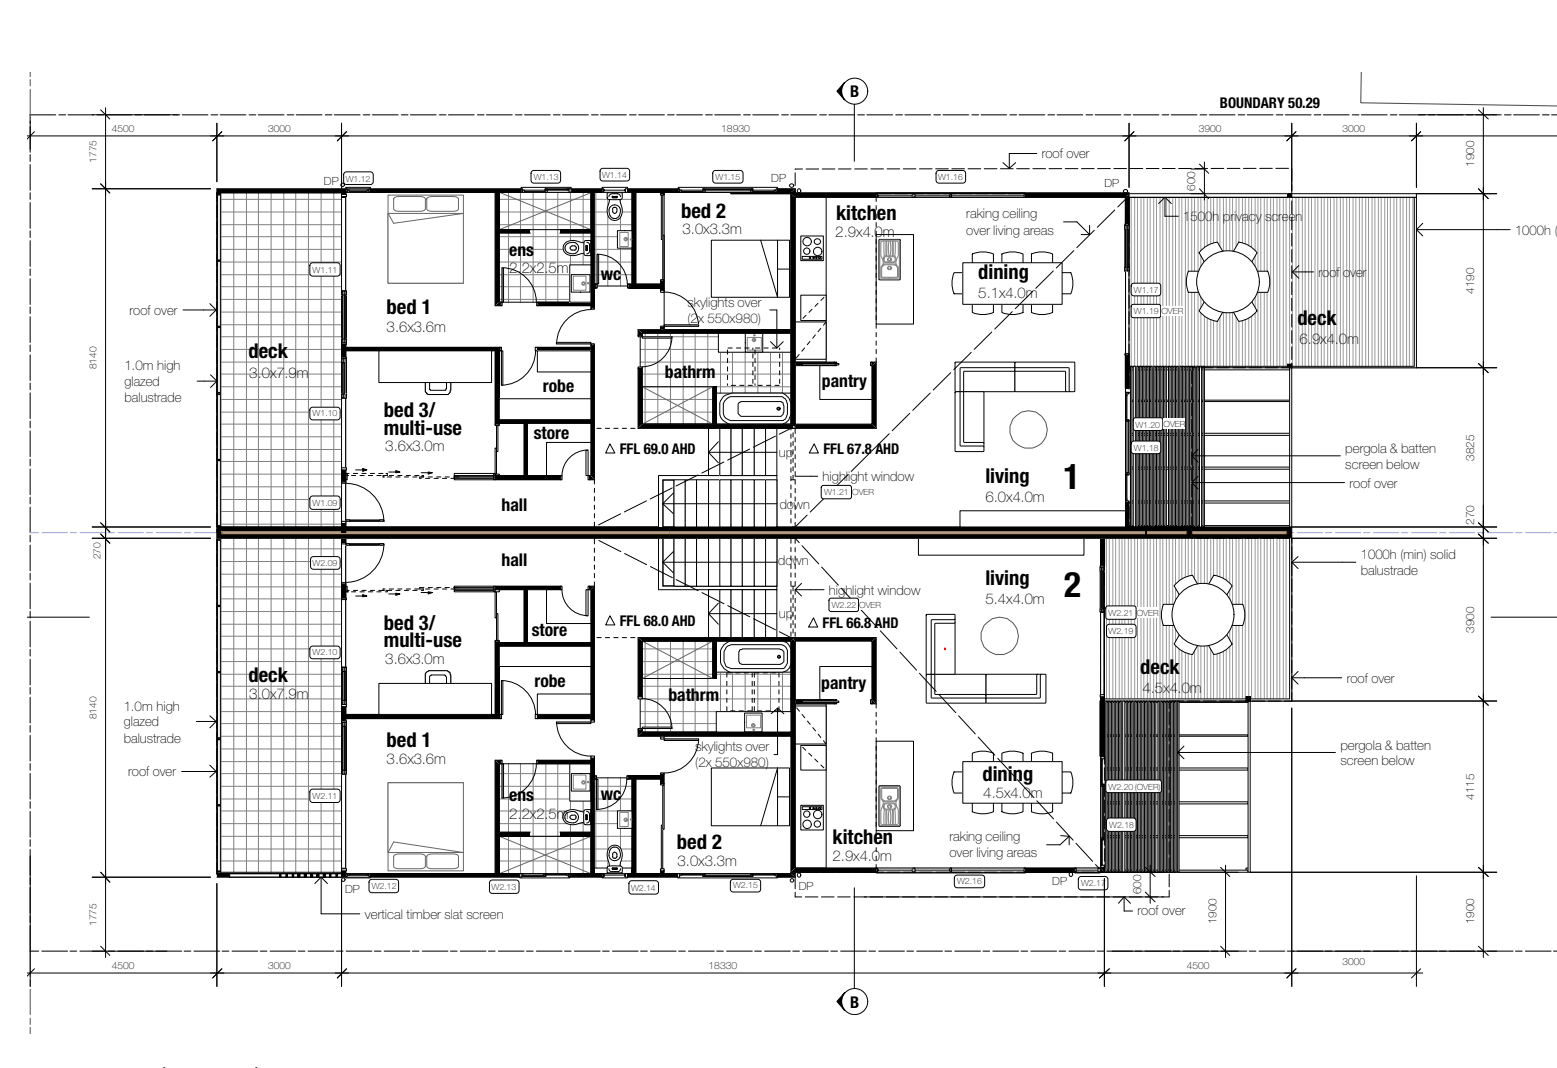 B
BOUNDARY 50.29
4500
3000
18930
3900
3000
1775
1900
roof over
DP
W1.12
W1.13
W1.14
W1.15
DP
W1.16
DP
600
bed 2
3.0x3.3m
kitchen
2.9x4.0m
raking ceiling
over living areas
1500h privacy screen
1000h (
ens
2.2x2.5m
wc
dining
5.1x4.0m
W1.11
W1.17
roof over
4190
bed 1
3.6x3.6m
skylights over
(2x 550x980)
W1.19
OVER
roof over
deck
6.9x4.0m
deck
3.0x7.9m
8140
1.0m high
glazed
balustrade
bathrm
pantry
robe
W1.10
bed 3/
multi-use
3.6x3.0m
store
FFL 69.0 AHD
up
FFL 67.8 AHD
W1.20
OVER
W1.18
pergola & batten
screen below
3825
highlight window
W1.21
OVER
living
6.0x4.0m
1
roof over
W1.09
hall
down
270
270
W2.09
hall
down
living
5.4x4.0m
2
1000h (min) solid
balustrade
highlight window
W2.22
OVER
W2.21
(OVER)
W2.19
bed 3/
multi-use
3.6x3.0m
store
FFL 68.0 AHD
up
FFL 66.8 AHD
3900
W2.10
deck
3.0x7.9m
robe
bathrm
pantry
deck
4.5x4.0m
roof over
8140
1.0m high
glazed
balustrade
bed 1
3.6x3.6m
skylights over
(2x 550x980)
pergola & batten
screen below
roof over
W2.11
ens
2.2x2.5m
wc
dining
4.5x4.0m
W2.20 (OVER)
4115
bed 2
3.0x3.3m
kitchen
2.9x4.0m
raking ceiling
over living areas
W2.18
DP
W2.12
W2.13
W2.14
W2.15
DP
W2.16
DP
W2.17
600
vertical timber slat screen
roof over
1775
1900
1900
4500
3000
18330
4500
3000
B